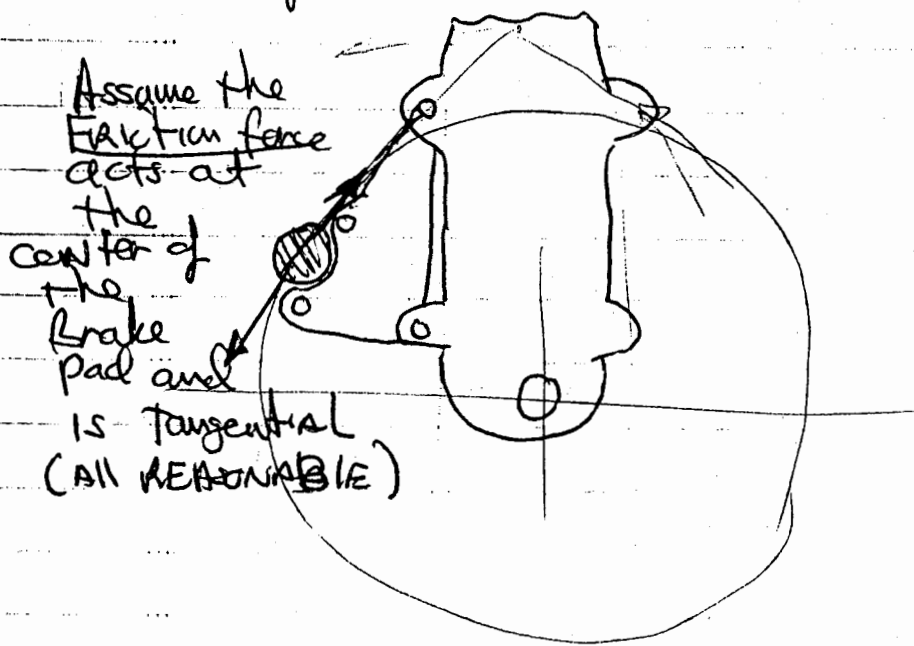 Assume the
FRICTION force
acts at
the
center of
the
Brake
pad and
is Tangential
(All REASONABLE)